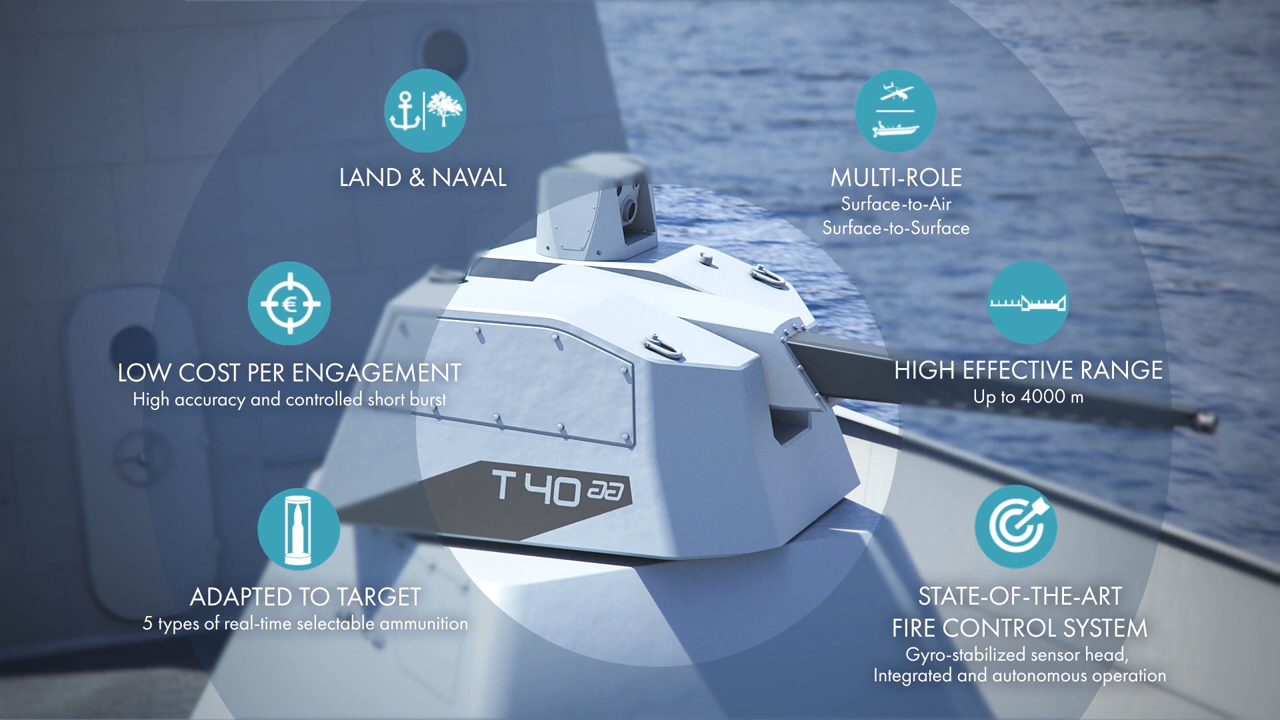 LAND & NAVAL
MULTI-ROLE
Surface-to-Air
Surface-to-Surface
€
LOW COST PER ENGAGEMENT
High accuracy and controlled short burst
HIGH EFFECTIVE RANGE
Up to 4000 m
T 40 aa
ADAPTED TO TARGET
5 types of real-time selectable ammunition
STATE-OF-THE-ART
FIRE CONTROL SYSTEM
Gyro-stabilized sensor head,
Integrated and autonomous operation